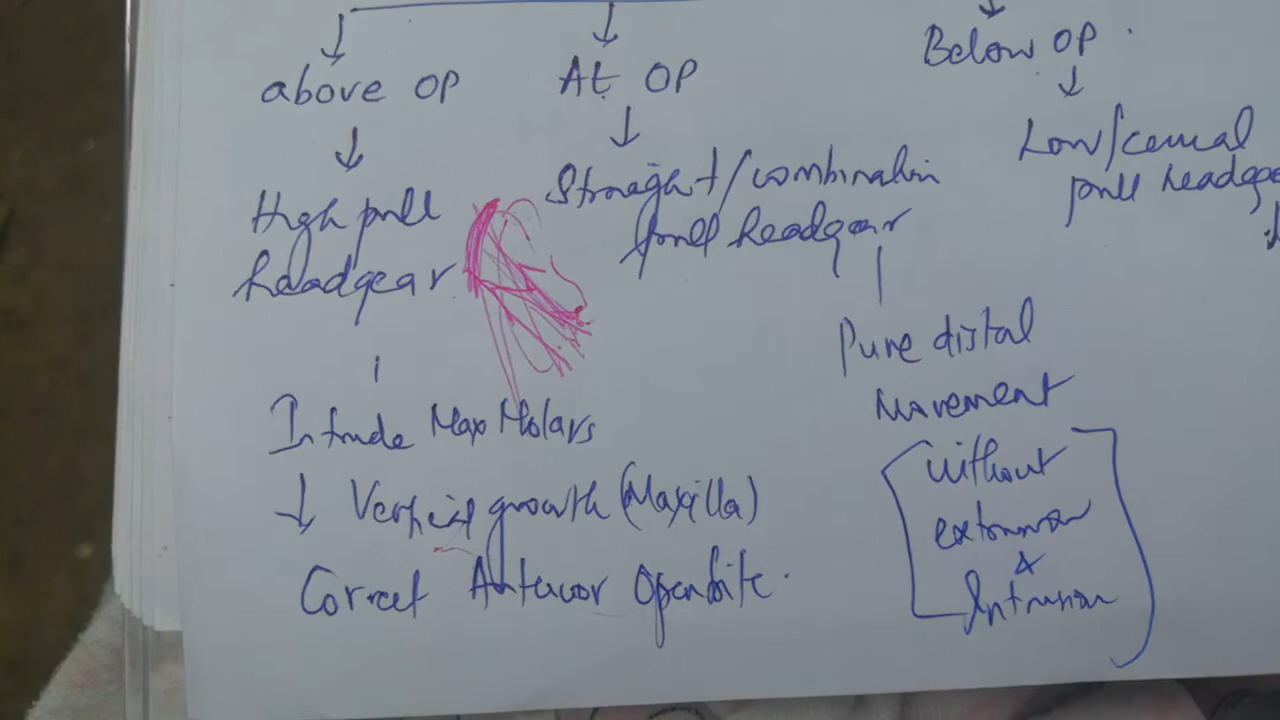 above OP
At OP
Below OP
High pull
headgear
Straight/combination
pull headgear
Low/cervical
pull headgea
Intrude Max Molars
↓ Vertical growth (Maxilla)
Correct Anterior Openbite.
Pure distal
Movement
without
extrusion
&
Intrusion